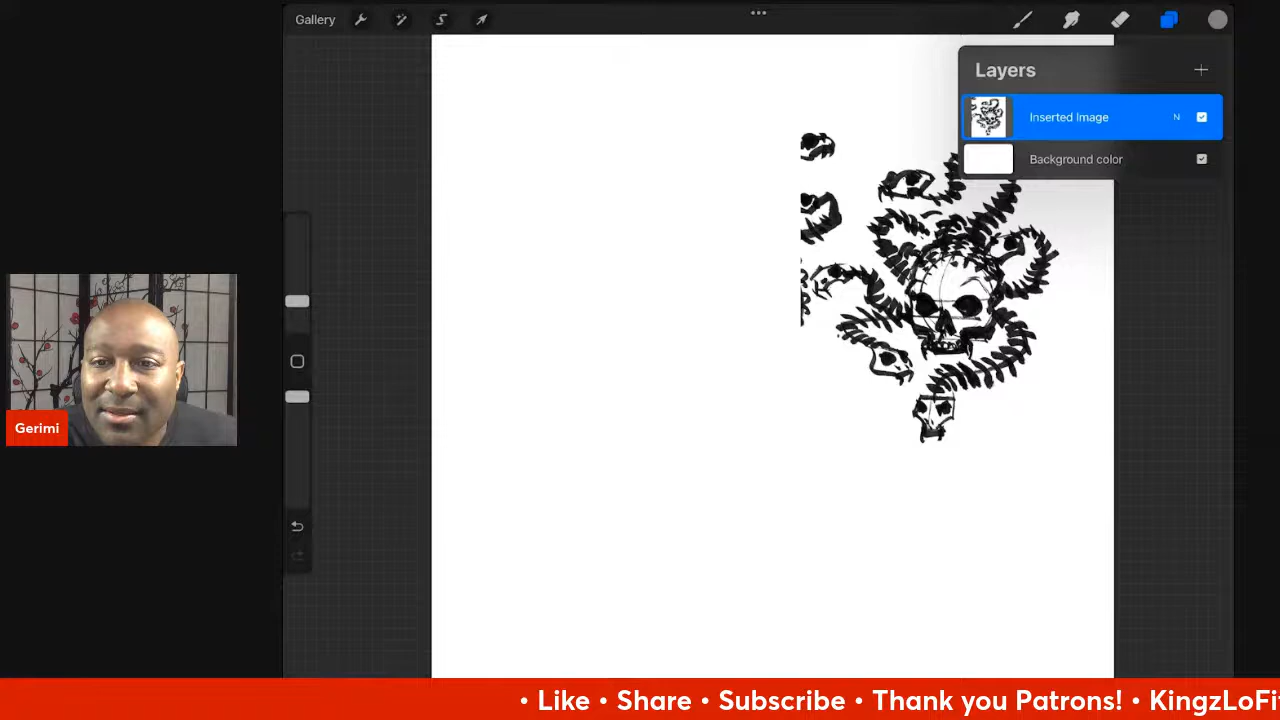 Gallery
Layers
Inserted Image N
Background color
Gerimi
• Like • Share • Subscribe • Thank you Patrons! • KingzLoFi